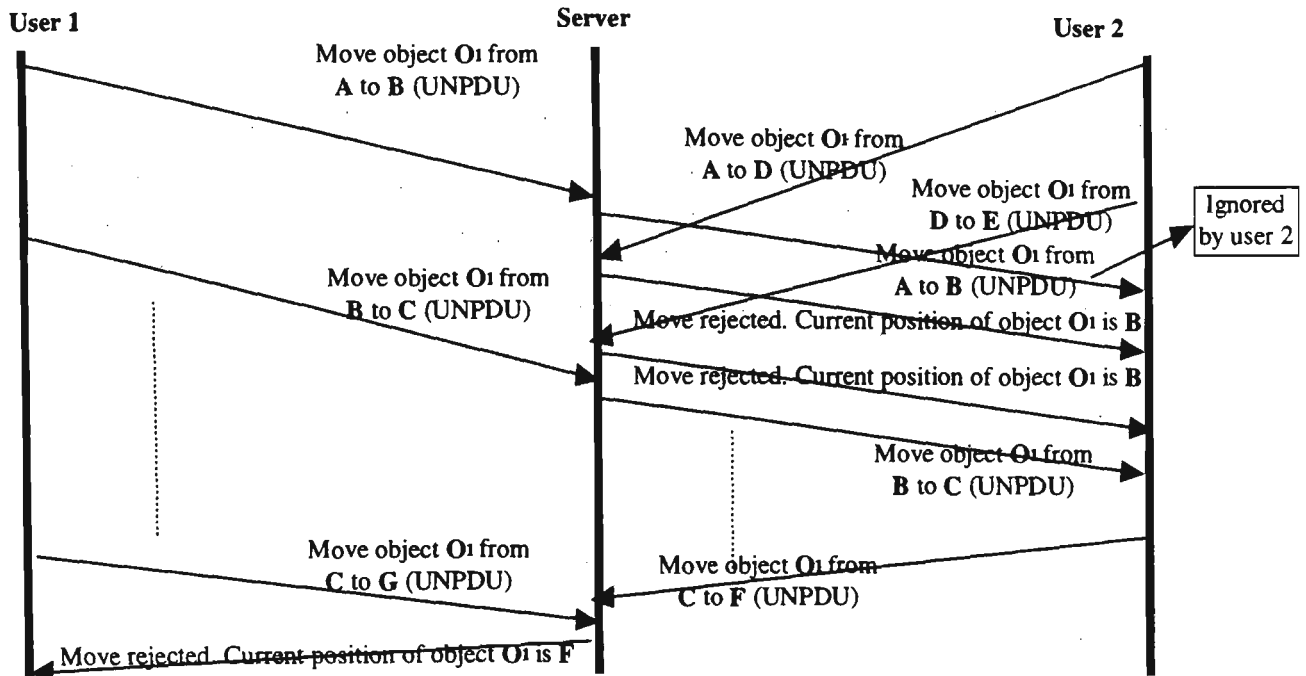 User 1
Server
User 2
Move object O1 from
A to B (UNPDU)
Move object O1 from
A to D (UNPDU)
Move object O1 from
D to E (UNPDU)
Ignored
by user 2
Move object O1 from
A to B (UNPDU)
Move object O1 from
B to C (UNPDU)
Move rejected. Current position of object O1 is B
Move rejected. Current position of object O1 is B
Move object O1 from
B to C (UNPDU)
Move object O1 from
C to G (UNPDU)
Move object O1 from
C to F (UNPDU)
Move rejected. Current position of object O1 is F